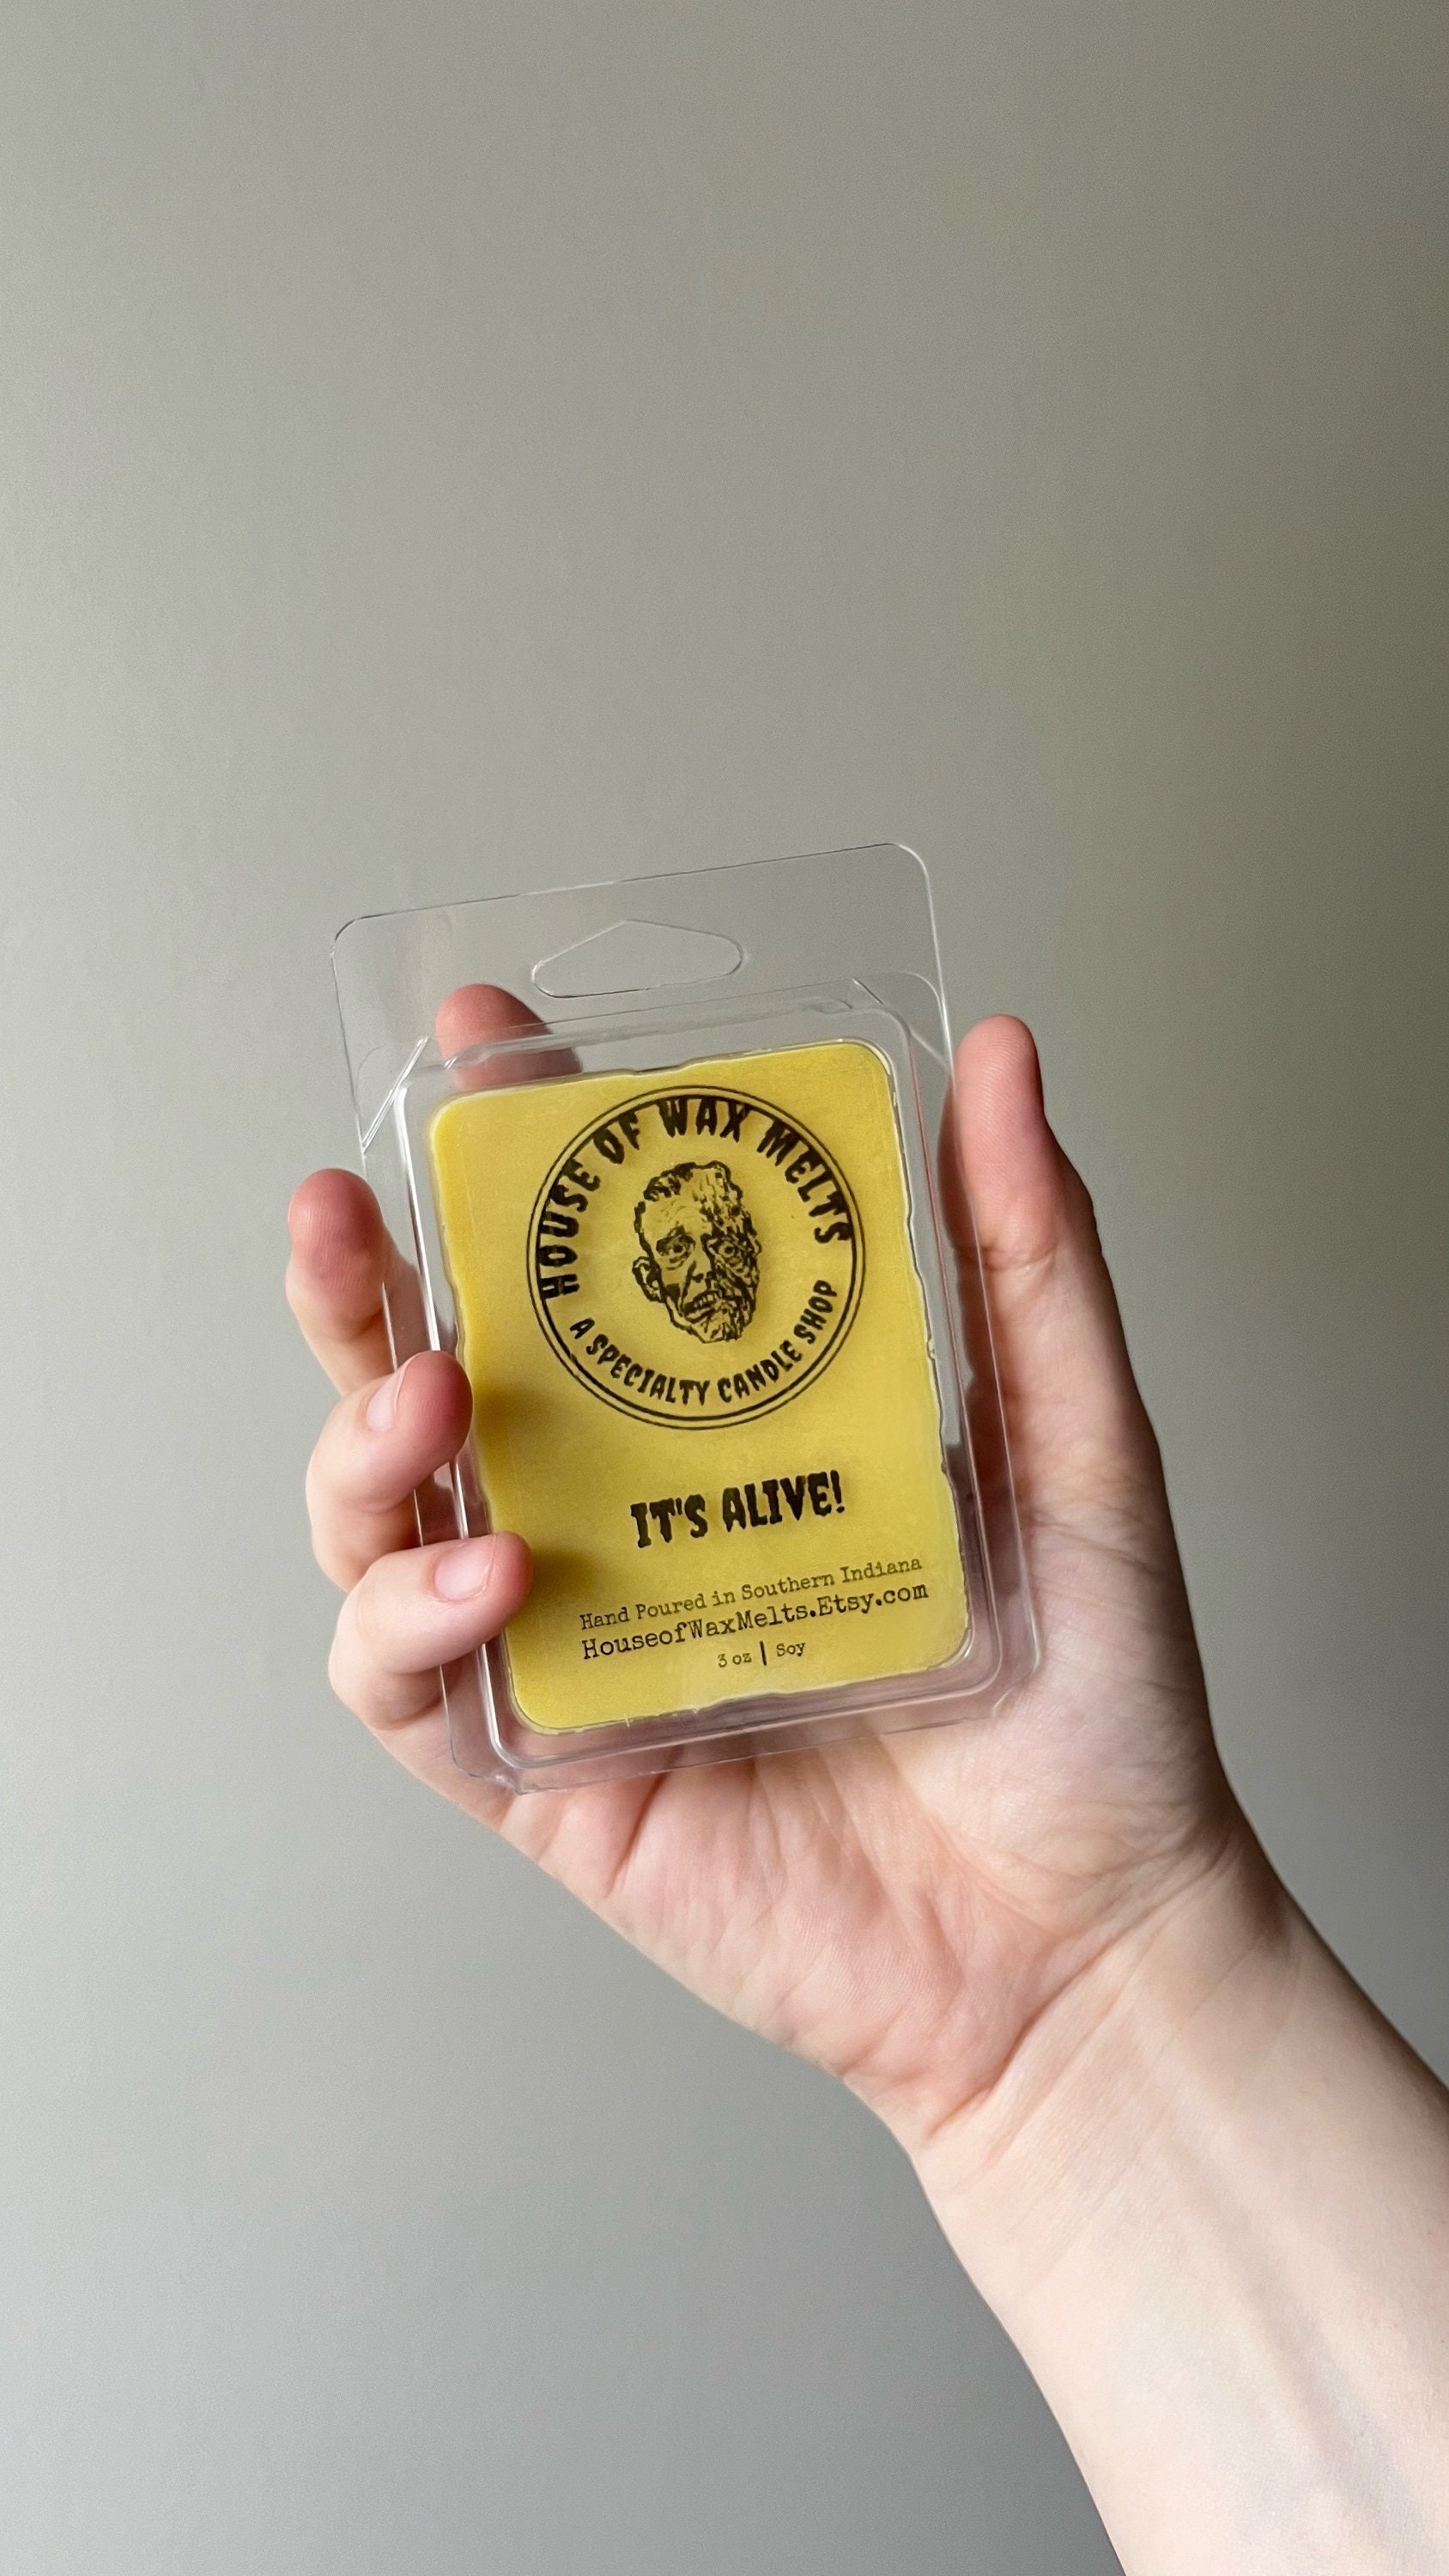 HOUSE OF WAX MELTS
A SPECIALTY CANDLE SHOP
IT'S ALIVE!
Hand Poured in Southern Indiana
HouseofWaxMelts.Etsy.com
3 oz | Soy